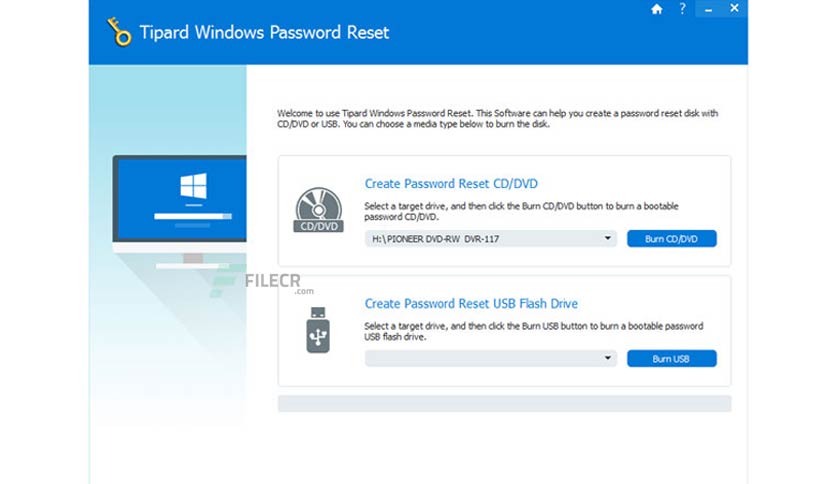 Tipard Windows Password Reset
?
Welcome to use Tipard Windows Password Reset. This Software can help you create a password reset disk with
CD/DVD or USB. You can choose a media type below to burn the disk.
Create Password Reset CD/DVD
Select a target drive, and then click the Burn CD/DVD button to burn a bootable
password CD/DVD.
CD/DVD
H:\PIONEER DVD-RW  DVR-117
Burn CD/DVD
FILECR
.com
Create Password Reset USB Flash Drive
Select a target drive, and then click the Burn USB button to burn a bootable password
USB flash drive.
Burn USB